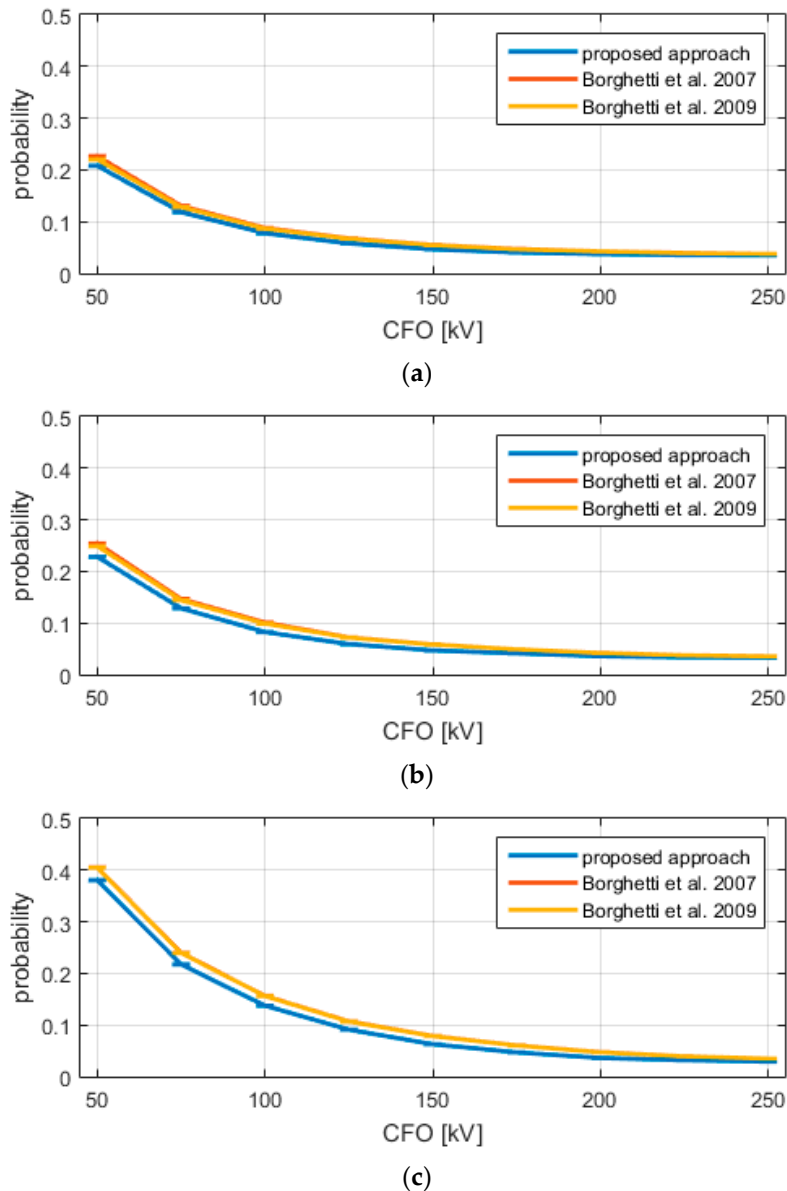 0.5
0.4
0.3
0.2
0.1
0
probability
proposed approach
Borghetti et al. 2007
Borghetti et al. 2009
50 100 150 200 250
CFO [kV]
(a)
0.5
0.4
0.3
0.2
0.1
0
probability
proposed approach
Borghetti et al. 2007
Borghetti et al. 2009
50 100 150 200 250
CFO [kV]
(b)
0.5
0.4
0.3
0.2
0.1
0
probability
proposed approach
Borghetti et al. 2007
Borghetti et al. 2009
50 100 150 200 250
CFO [kV]
(c)